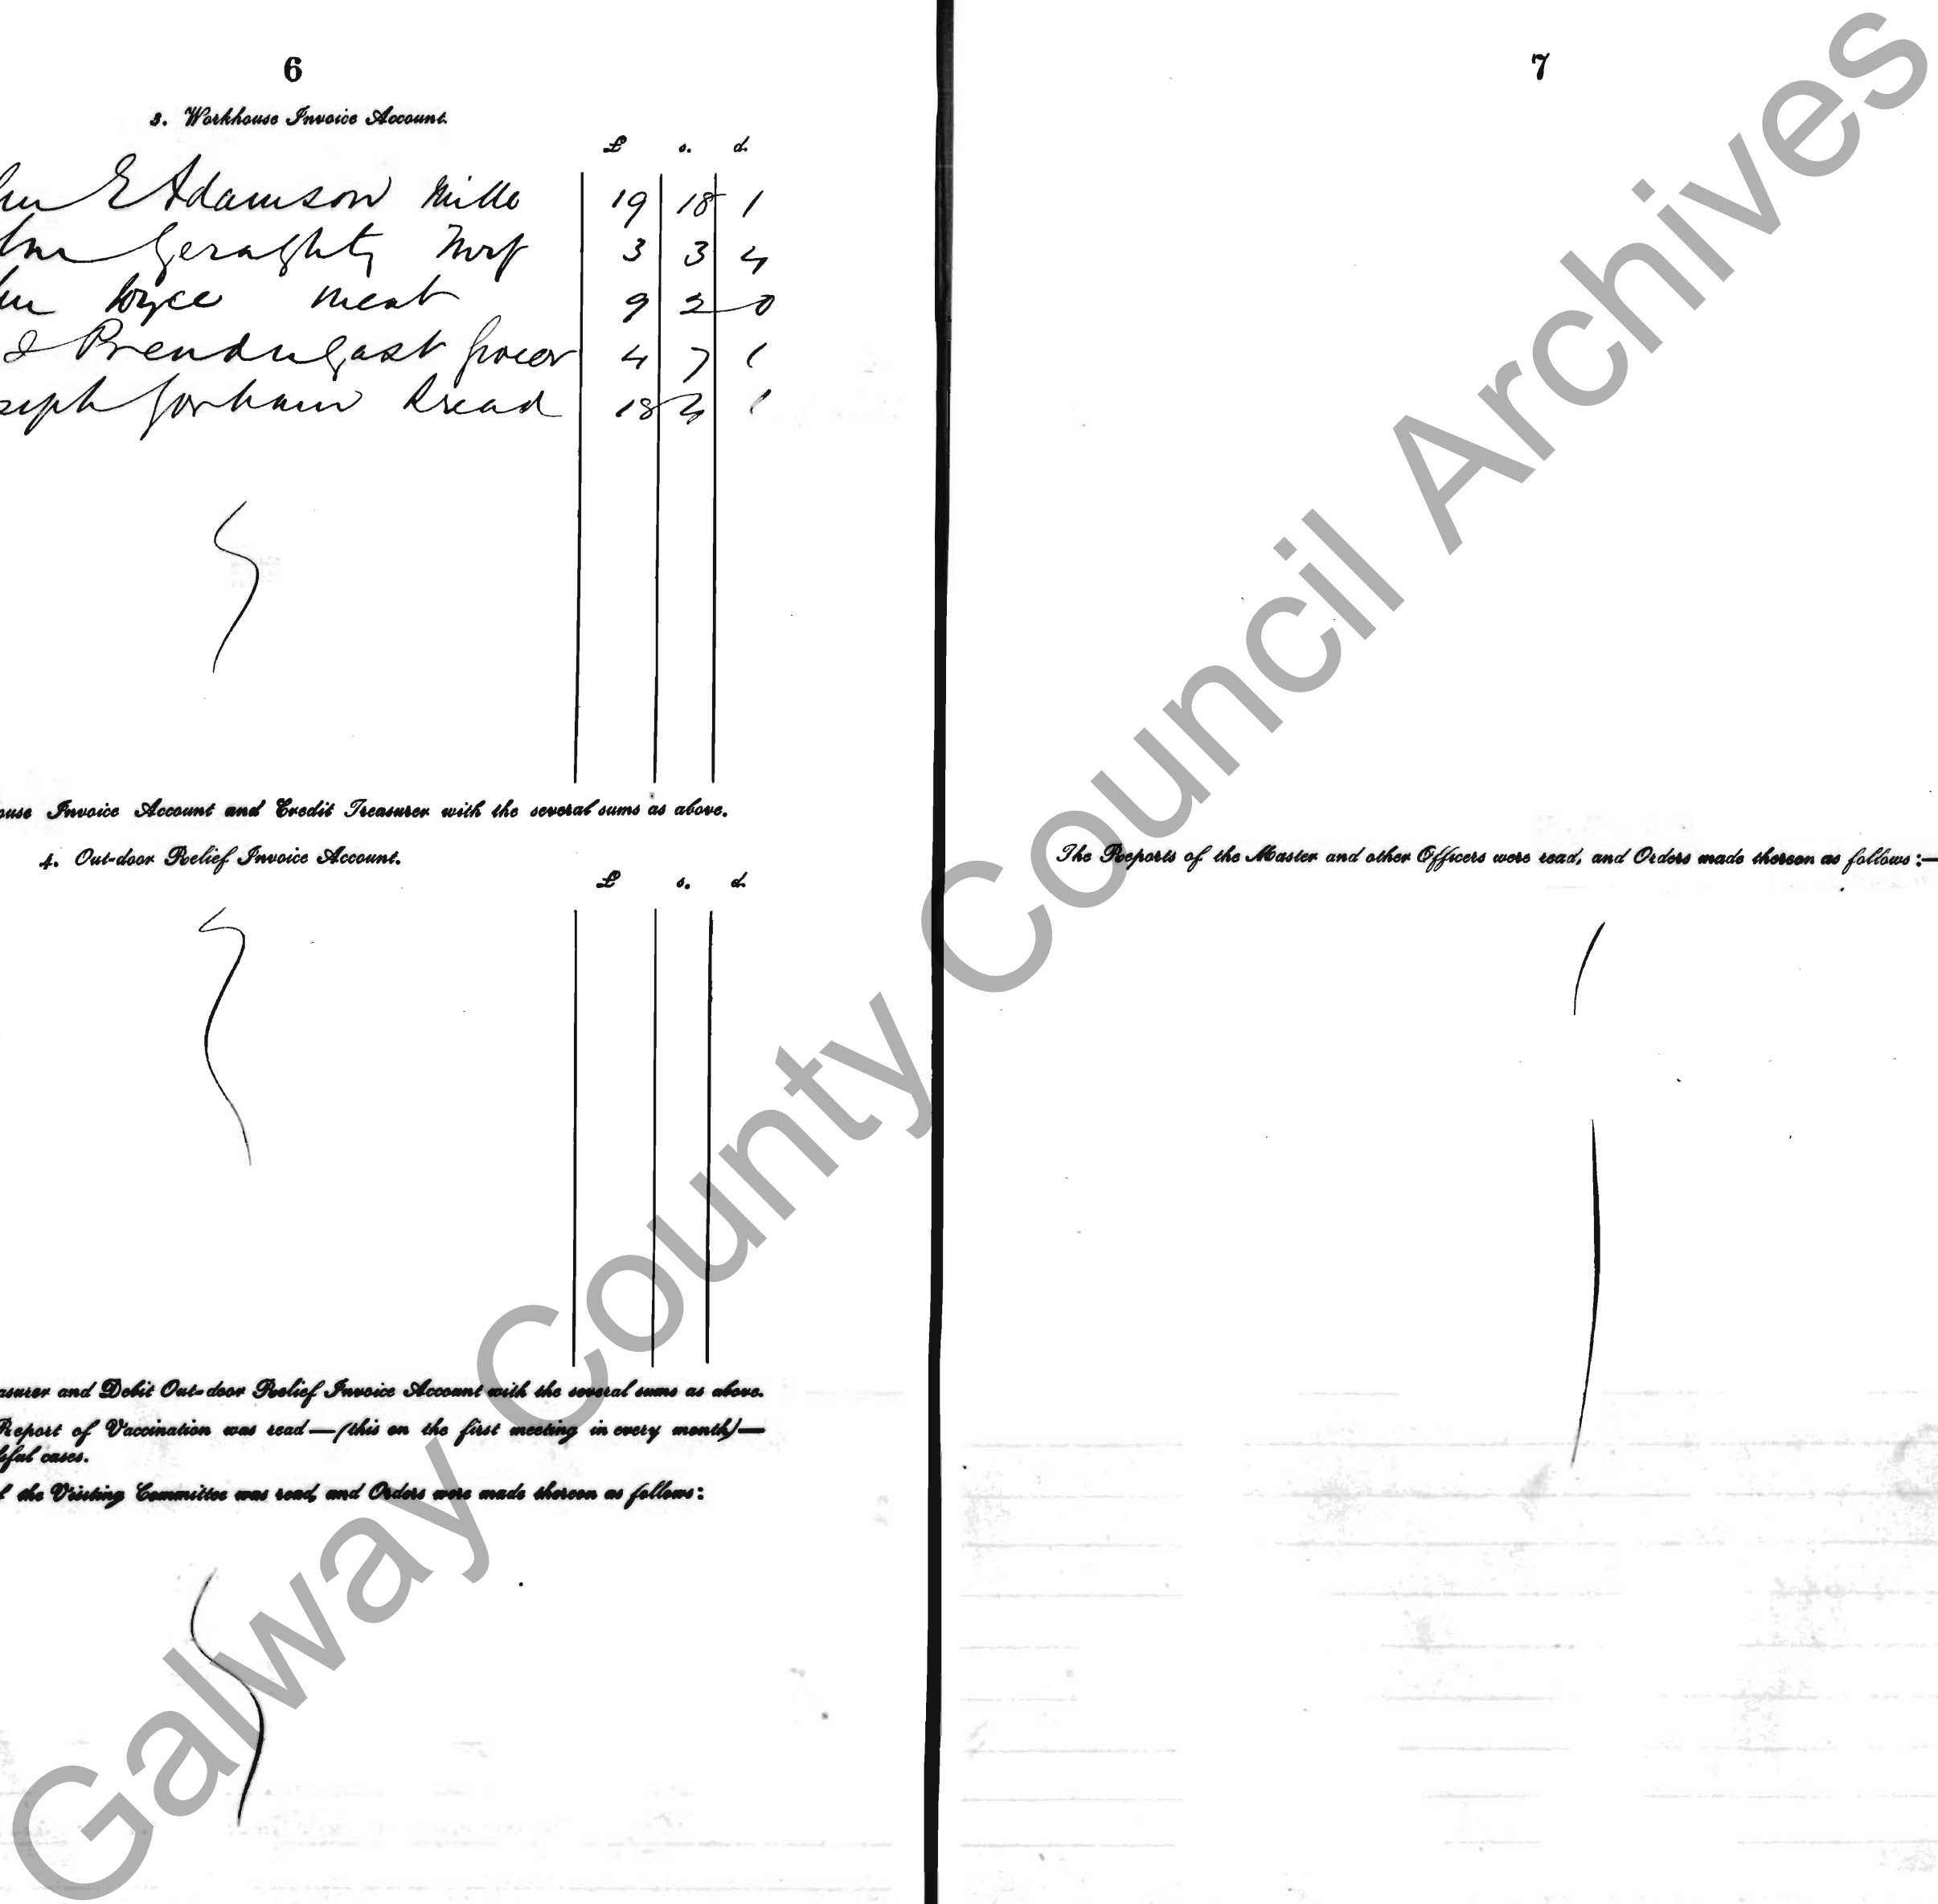 6
3. Workhouse Invoice Account.
£ s. d.
E Adamson Mills 19 18 1
Geraghty Turf 3 3 4
Joyce meat 9 2 0
Prendergast Grocer 4 7 1
Gorham Bread 18 4 1
Invoice Account and Credit Treasurer with the several sums as above.
4. Out-door Relief Invoice Account.
£ s. d.
and Debit Out-door Relief Invoice Account with the several sums as above.
Report of Vaccination was read—(this on the first meeting in every month)—
cases.
the Visiting Committee was read, and Orders were made thereon as follows:
7
The Reports of the Master and other Officers were read, and Orders made thereon as follows:—
Galway County Council Archives